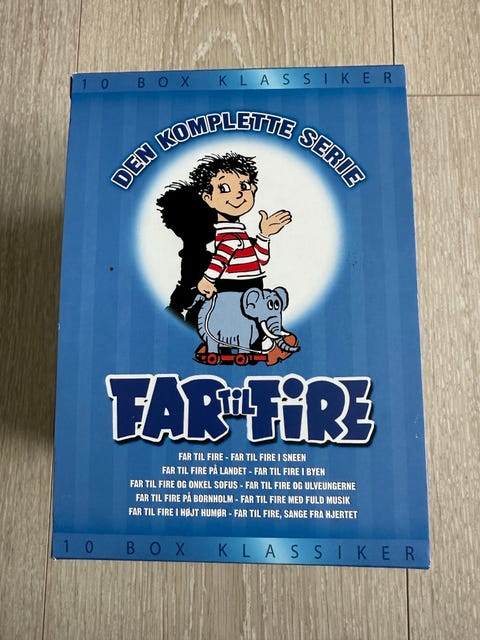 10 BOX KLASSIKER
DEN KOMPLETTE SERIE
FAR TIL FIRE
FAR TIL FIRE - FAR TIL FIRE I SNEEN
FAR TIL FIRE PÅ LANDET - FAR TIL FIRE I BYEN
FAR TIL FIRE OG ONKEL SOFUS - FAR TIL FIRE OG ULVEUNGERNE
FAR TIL FIRE PÅ BORNHOLM - FAR TIL FIRE MED FULD MUSIK
FAR TIL FIRE I HØJT HUMØR - FAR TIL FIRE, SANGE FRA HJERTET
10 BOX KLASSIKER